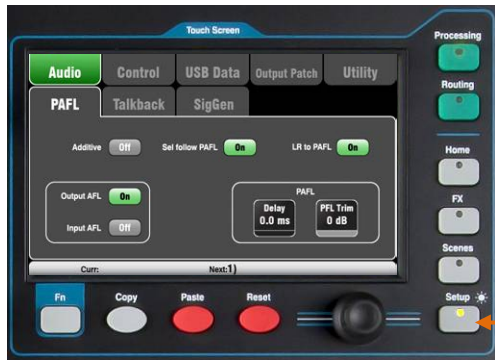 Touch Screen
Processing
Audio Control USB Data Output Patch Utility
PAFL Talkback SigGen
Routing
Additive Off Sel follow PAFL On LR to PAFL On
Home
Output AFL On
Input AFL Off
PAFL
Delay
0.0 ms
PFL Trim
0 dB
FX
Scenes
Curr: Next:1)
Fn Copy Paste Reset
Setup